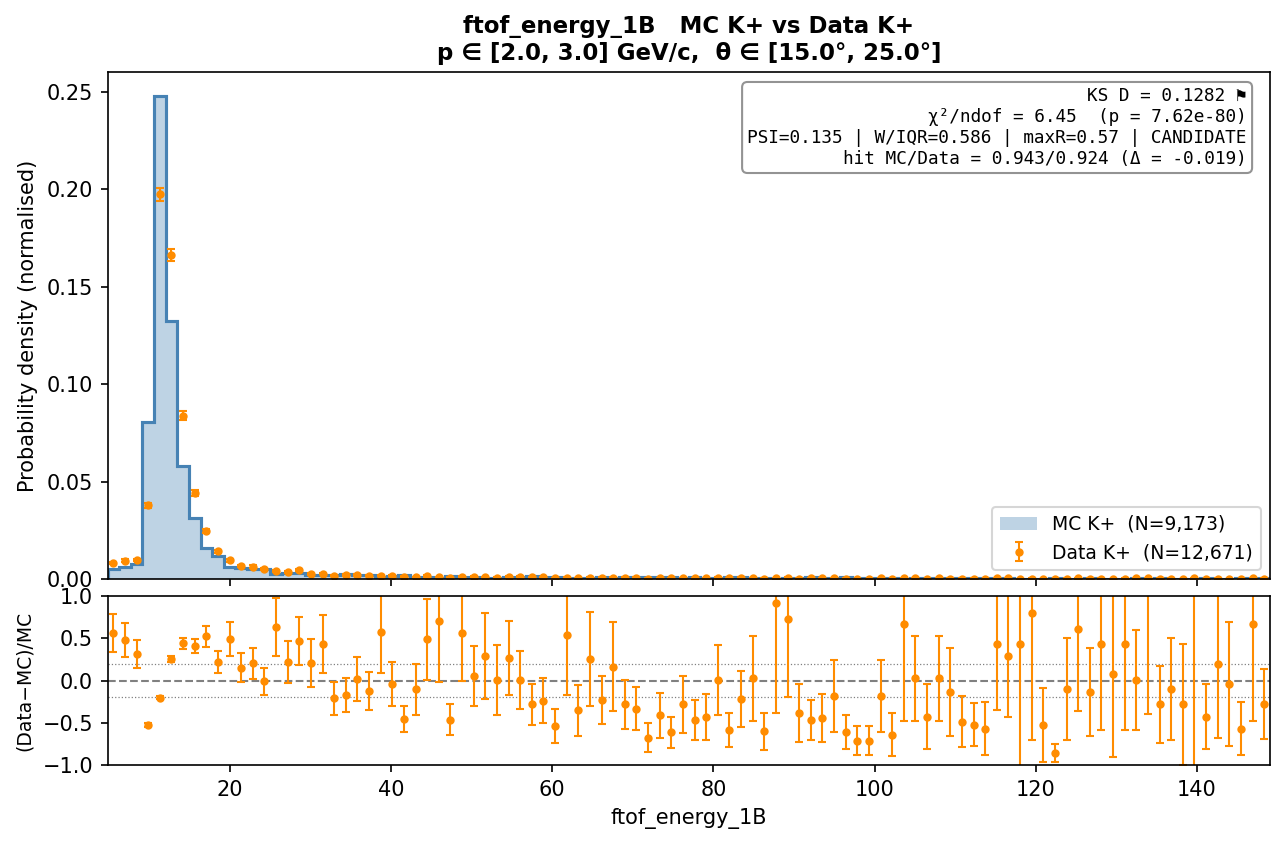 ftof_energy_1B   MC K+ vs Data K+
p ∈ [2.0, 3.0] GeV/c,  θ ∈ [15.0°, 25.0°]
KS D = 0.1282 ⚑
χ²/ndof = 6.45  (p = 7.62e-80)
PSI=0.135 | W/IQR=0.586 | maxR=0.57 | CANDIDATE
hit MC/Data = 0.943/0.924 (Δ = -0.019)
Probability density (normalised)
0.25
0.20
0.15
0.10
0.05
0.00
MC K+  (N=9,173)
Data K+  (N=12,671)
(Data−MC)/MC
1.0
0.5
0.0
−0.5
−1.0
20 40 60 80 100 120 140
ftof_energy_1B